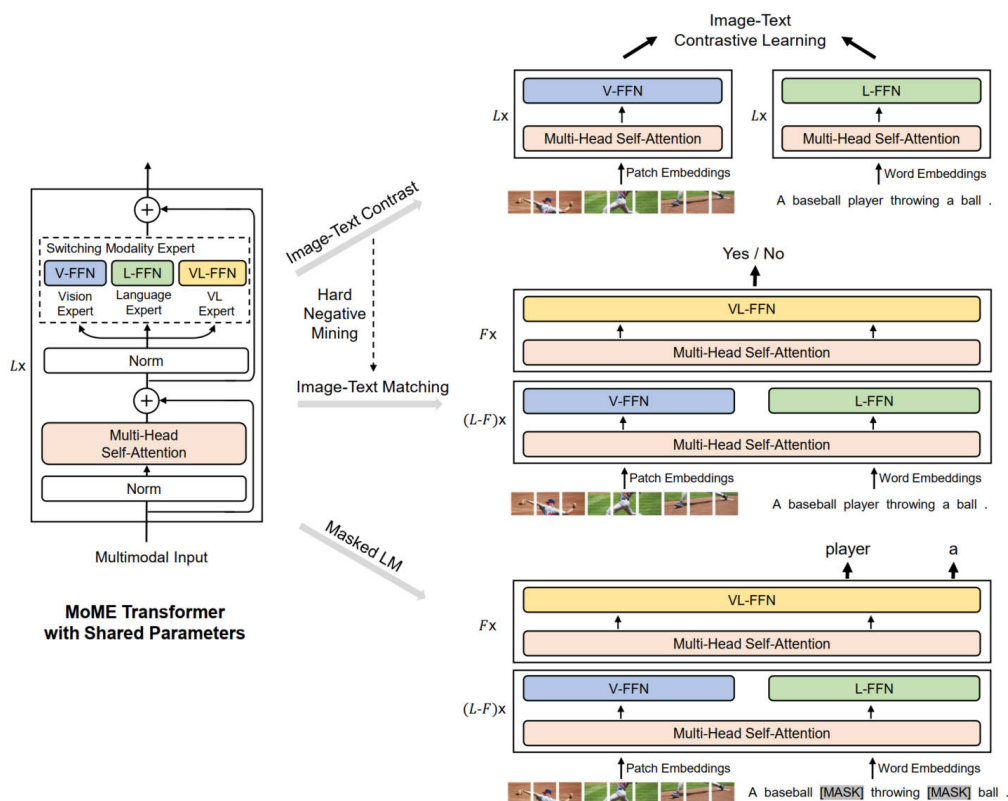 Switching Modality Expert
V-FFN
L-FFN
VL-FFN
Vision
Expert
Language
Expert
VL
Expert
Norm
Lx
Multi-Head
Self-Attention
Norm
Multimodal Input
MoME Transformer
with Shared Parameters
Image-Text Contrast
Hard
Negative
Mining
Image-Text Matching
Masked LM
Image-Text
Contrastive Learning
V-FFN
L-FFN
Lx
Multi-Head Self-Attention
Lx
Multi-Head Self-Attention
Patch Embeddings
Word Embeddings
A baseball player throwing a ball .
Yes / No
VL-FFN
Fx
Multi-Head Self-Attention
V-FFN
L-FFN
(L-F)x
Multi-Head Self-Attention
Patch Embeddings
Word Embeddings
A baseball player throwing a ball .
player
a
VL-FFN
Fx
Multi-Head Self-Attention
V-FFN
L-FFN
(L-F)x
Multi-Head Self-Attention
Patch Embeddings
Word Embeddings
A baseball [MASK] throwing [MASK] ball